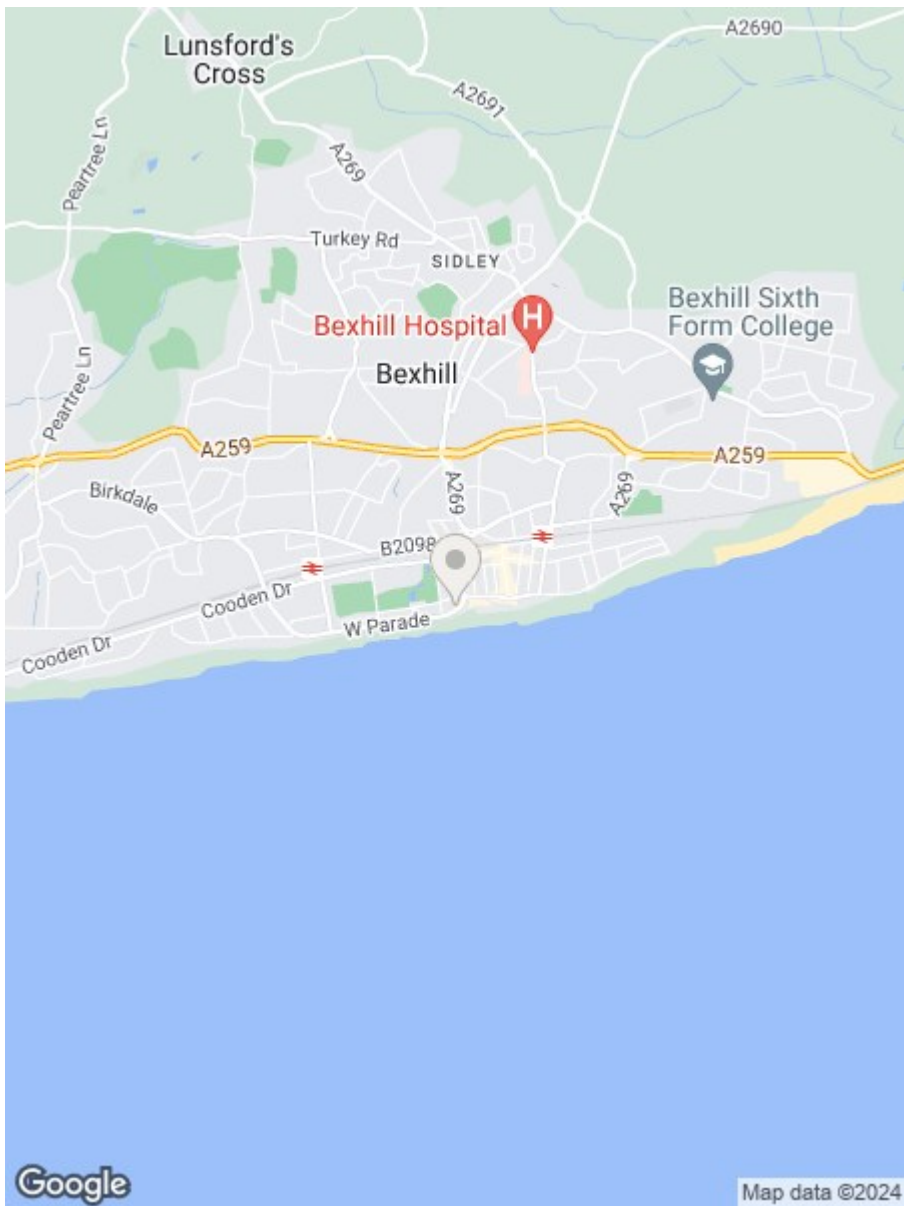 A2690
Lunsford's
Cross
A2691
Peartree Ln
A269
Turkey Rd
SIDLEY
Bexhill Sixth
Form College
Bexhill Hospital
H
Bexhill
Peartree Ln
A259
A259
Birkdale
A269
A269
B2098
Cooden Dr
W Parade
Cooden Dr
Google
Map data ©2024